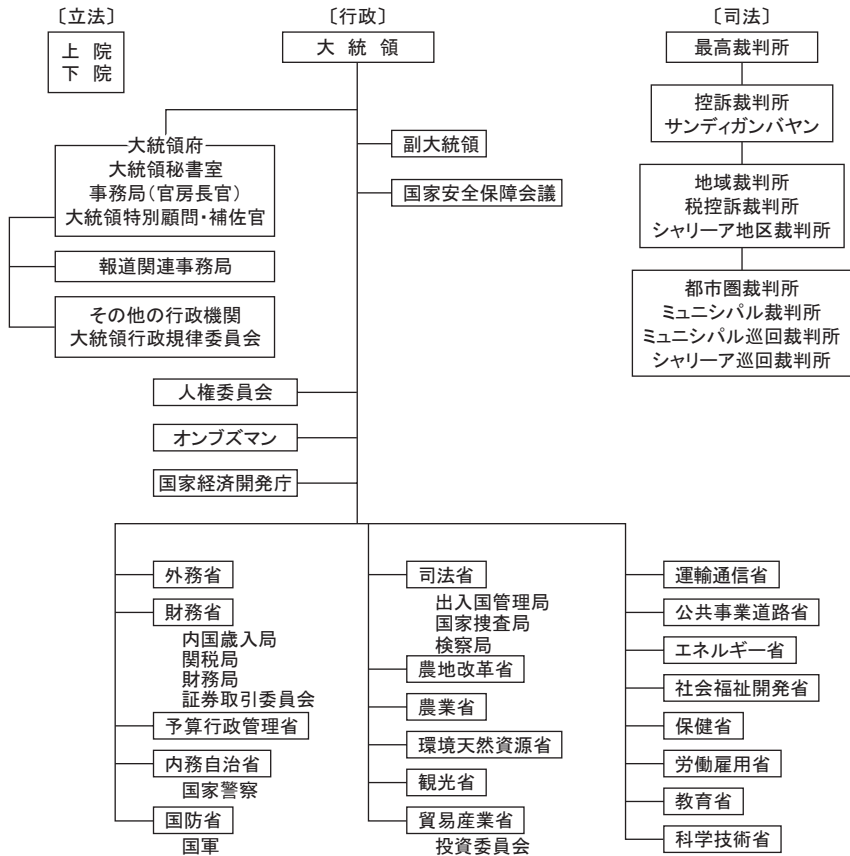 〔立法〕
上 院
下 院
〔行政〕
大 統 領
大統領府
大統領秘書室
事務局（官房長官）
大統領特別顧問・補佐官
報道関連事務局
その他の行政機関
大統領行政規律委員会
副大統領
国家安全保障会議
人権委員会
オンブズマン
国家経済開発庁
外務省
財務省
内国歳入局
関税局
財務局
証券取引委員会
予算行政管理省
内務自治省
国家警察
国防省
国軍
司法省
出入国管理局
国家捜査局
検察局
農地改革省
農業省
環境天然資源省
観光省
貿易産業省
投資委員会
運輸通信省
公共事業道路省
エネルギー省
社会福祉開発省
保健省
労働雇用省
教育省
科学技術省
〔司法〕
最高裁判所
控訴裁判所
サンディガンバヤン
地域裁判所
税控訴裁判所
シャリーア地区裁判所
都市圏裁判所
ミュニシパル裁判所
ミュニシパル巡回裁判所
シャリーア巡回裁判所